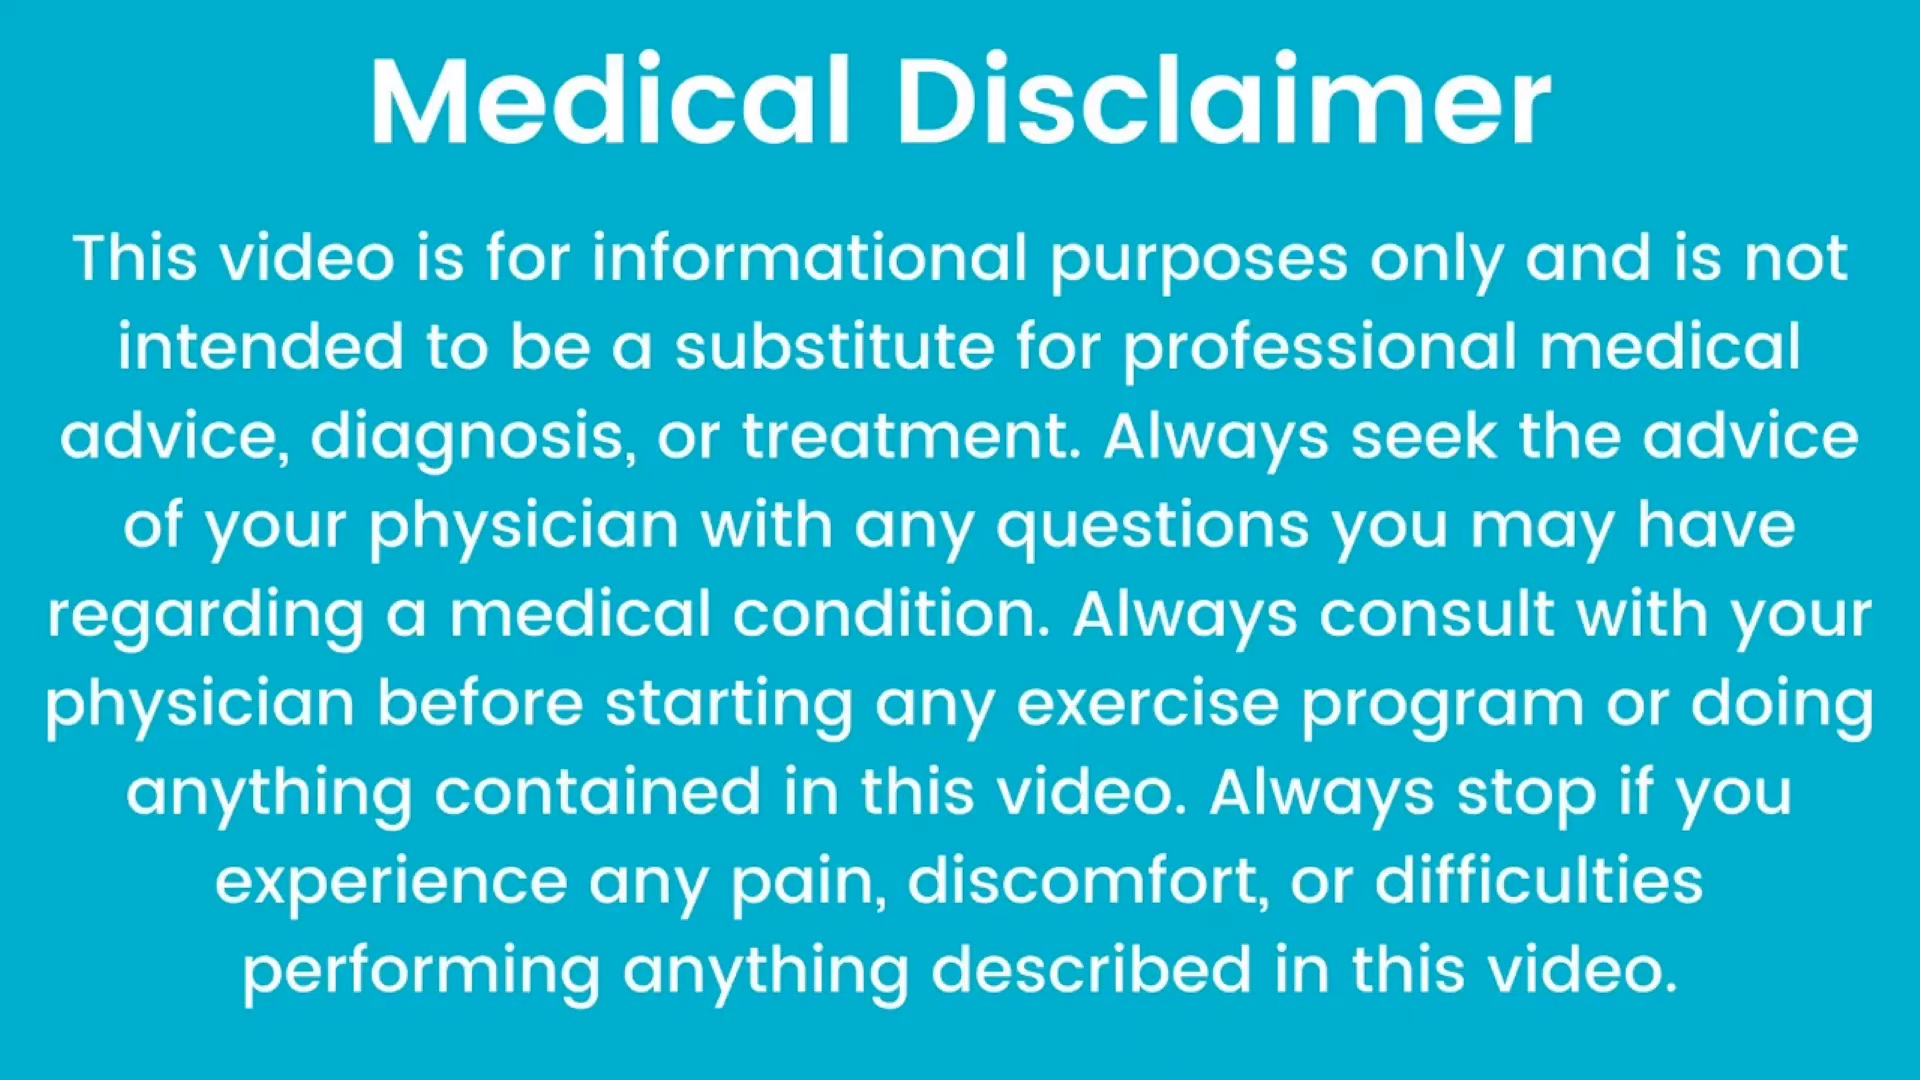 Medical Disclaimer
This video is for informational purposes only and is not
intended to be a substitute for professional medical
advice, diagnosis, or treatment. Always seek the advice
of your physician with any questions you may have
regarding a medical condition. Always consult with your
physician before starting any exercise program or doing
anything contained in this video. Always stop if you
experience any pain, discomfort, or difficulties
performing anything described in this video.